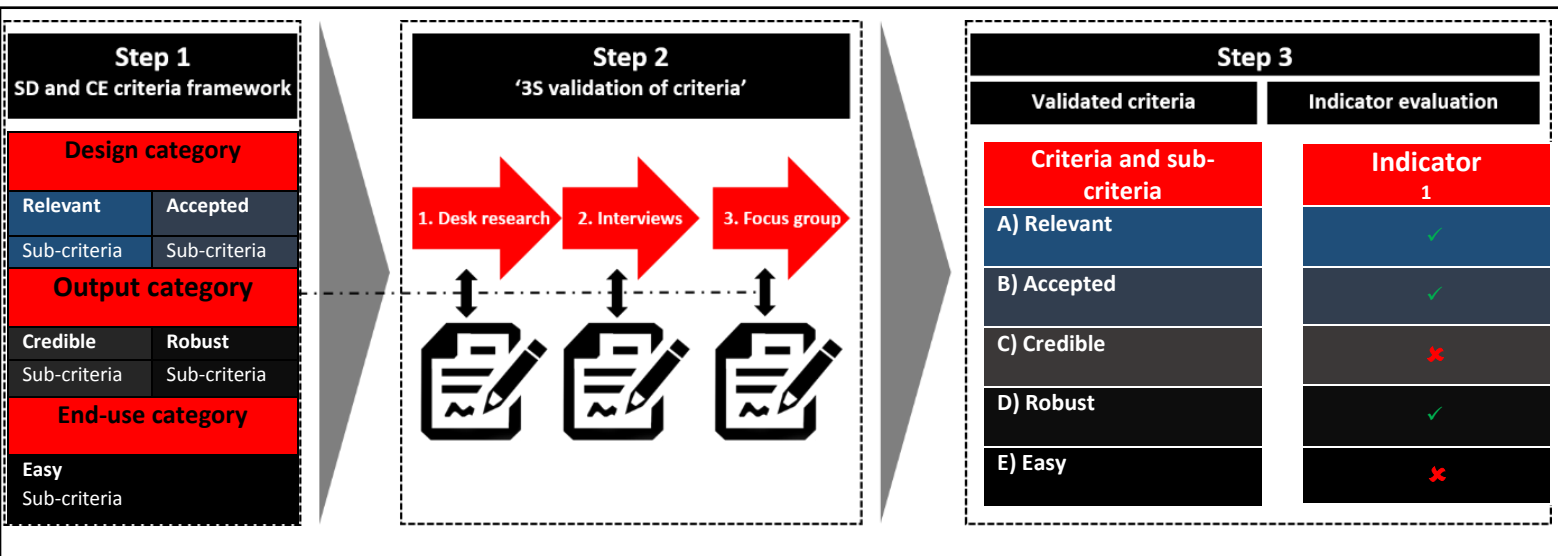 Step 1
SD and CE criteria framework
Design category
Relevant Accepted
Sub-criteria Sub-criteria
Output category
Credible Robust
Sub-criteria Sub-criteria
End-use category
Easy
Sub-criteria
Step 2
‘3S validation of criteria’
1. Desk research 2. Interviews 3. Focus group
Step 3
Validated criteria Indicator evaluation
Criteria and sub-
criteria
Indicator
1
A) Relevant ✓
B) Accepted ✓
C) Credible ✘
D) Robust ✓
E) Easy ✘